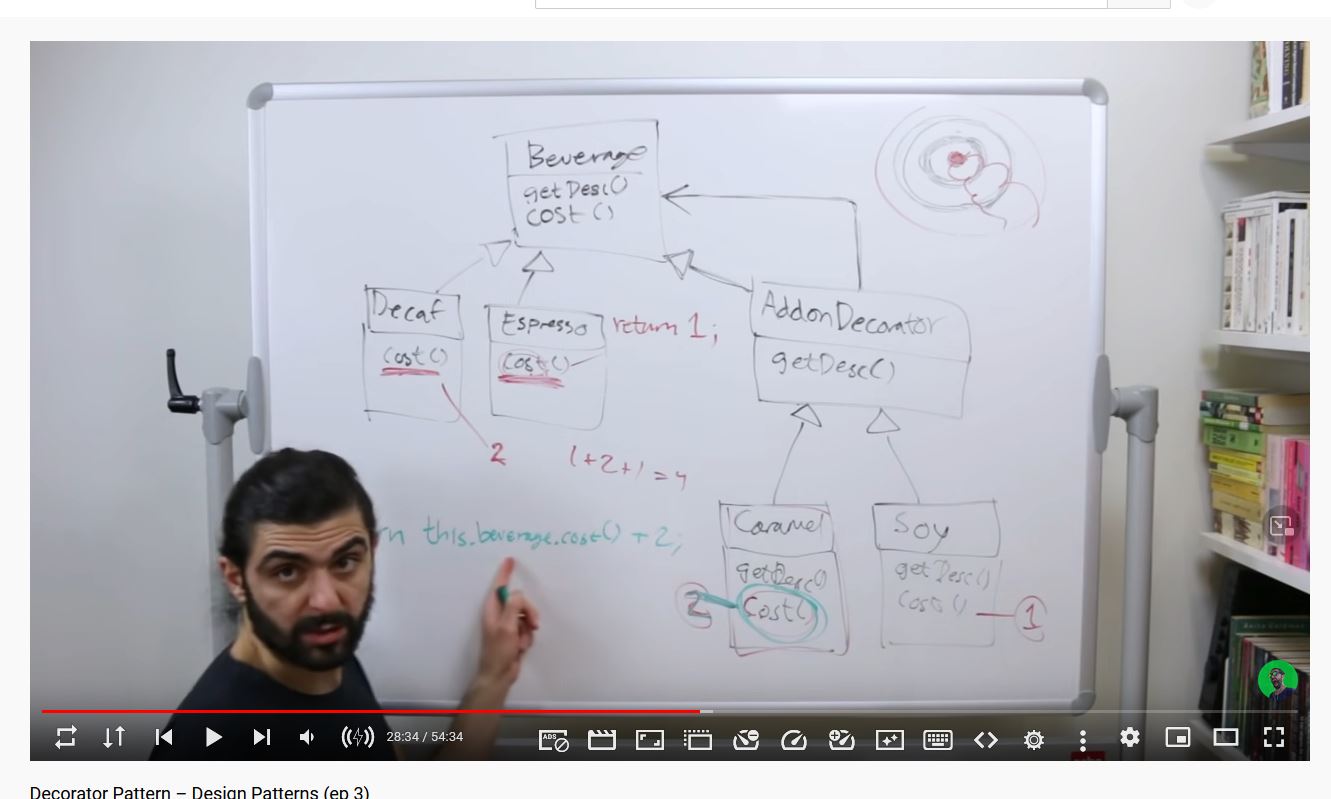 Beverage
getDesc()
cost()
Decaf
cost()
Espresso
cost()
return 1;
AddonDecorator
getDesc()
2
1+2+1=4
rn this.beverage.cost() + 2;
Caramel
getDesc()
2
cost()
Soy
getDesc()
cost()
1
28:34 / 54:34
ADS
Decorator Pattern – Design Patterns (ep 3)